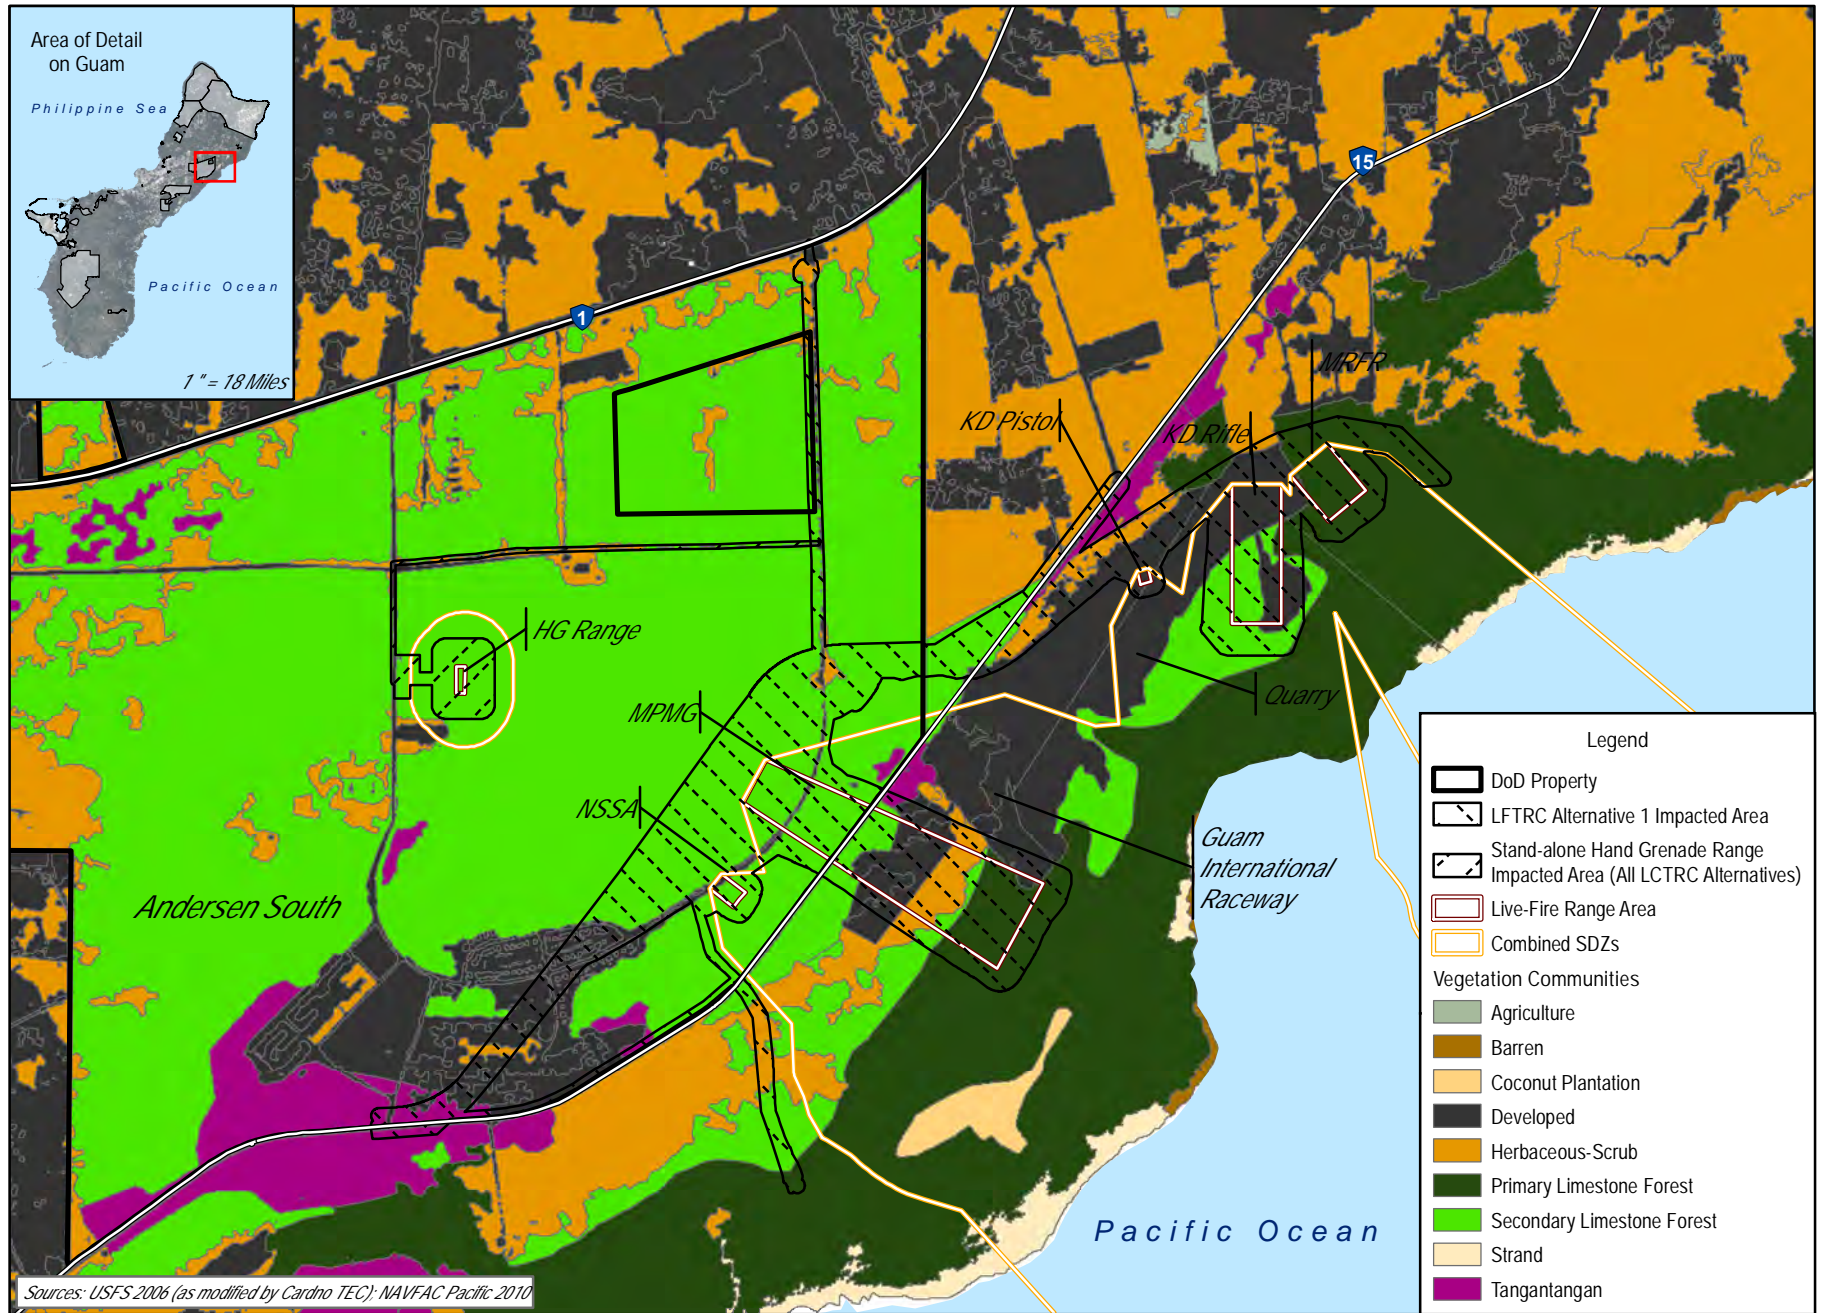 Area of Detail
on Guam
Philippine Sea
Pacific Ocean
1 " = 18 Miles
15
1
MRFR
KD Pistol
KD Rifle
HG Range
MPMG
Quarry
NSSA
Guam
International
Raceway
Andersen South
Pacific Ocean
Legend
DoD Property
LFTRC Alternative 1 Impacted Area
Stand-alone Hand Grenade Range
Impacted Area (All LCTRC Alternatives)
Live-Fire Range Area
Combined SDZs
Vegetation Communities
Agriculture
Barren
Coconut Plantation
Developed
Herbaceous-Scrub
Primary Limestone Forest
Secondary Limestone Forest
Strand
Tangantangan
Sources: USFS 2006 (as modified by Cardno TEC); NAVFAC Pacific 2010